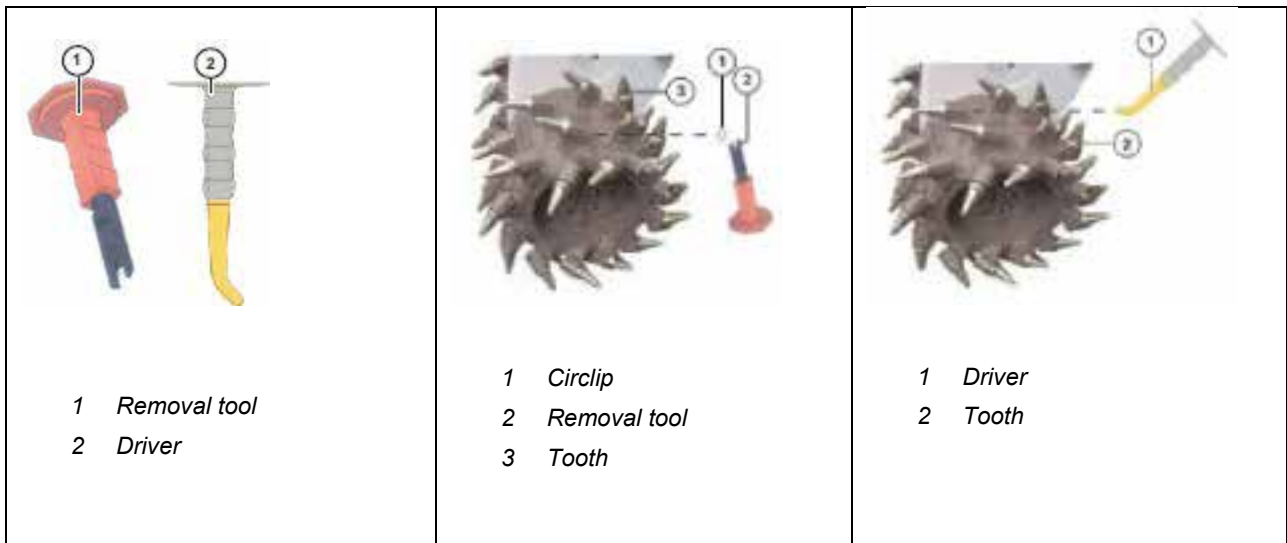 1
2
1 Removal tool
2 Driver
1
2
3
1 Circlip
2 Removal tool
3 Tooth
1
2
1 Driver
2 Tooth